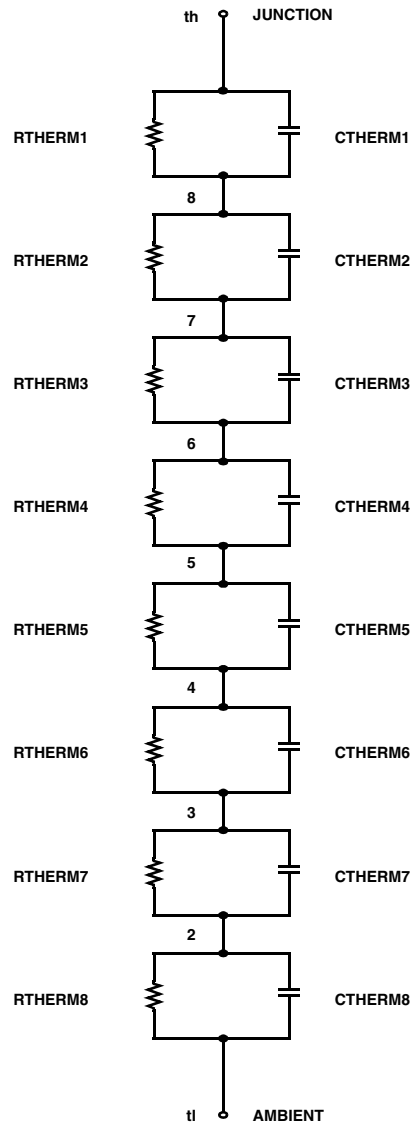 th JUNCTION
RTHERM1 CTHERM1
8
RTHERM2 CTHERM2
7
RTHERM3 CTHERM3
6
RTHERM4 CTHERM4
5
RTHERM5 CTHERM5
4
RTHERM6 CTHERM6
3
RTHERM7 CTHERM7
2
RTHERM8 CTHERM8
tl AMBIENT